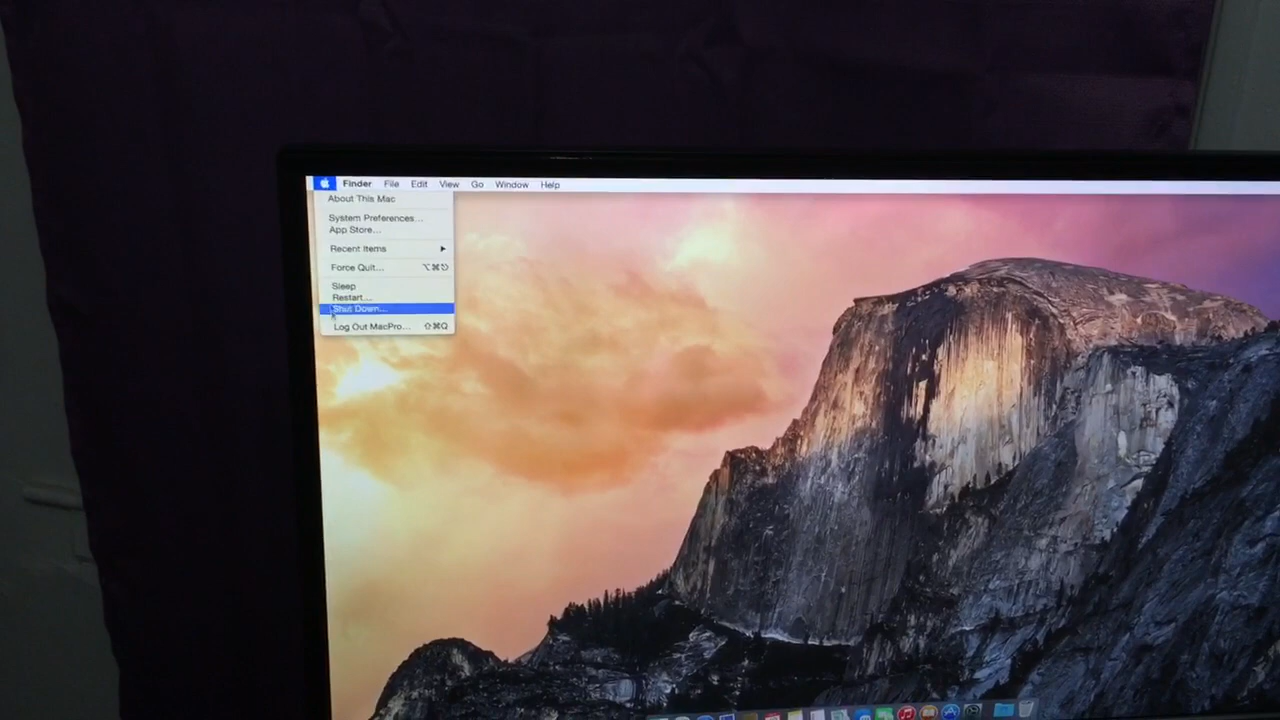 Finder File Edit View Go Window Help
About This Mac
System Preferences...
App Store...
Recent Items
Force Quit... ⌥⌘⎋
Sleep
Restart...
Shut Down...
Log Out MacPro... ⇧⌘Q